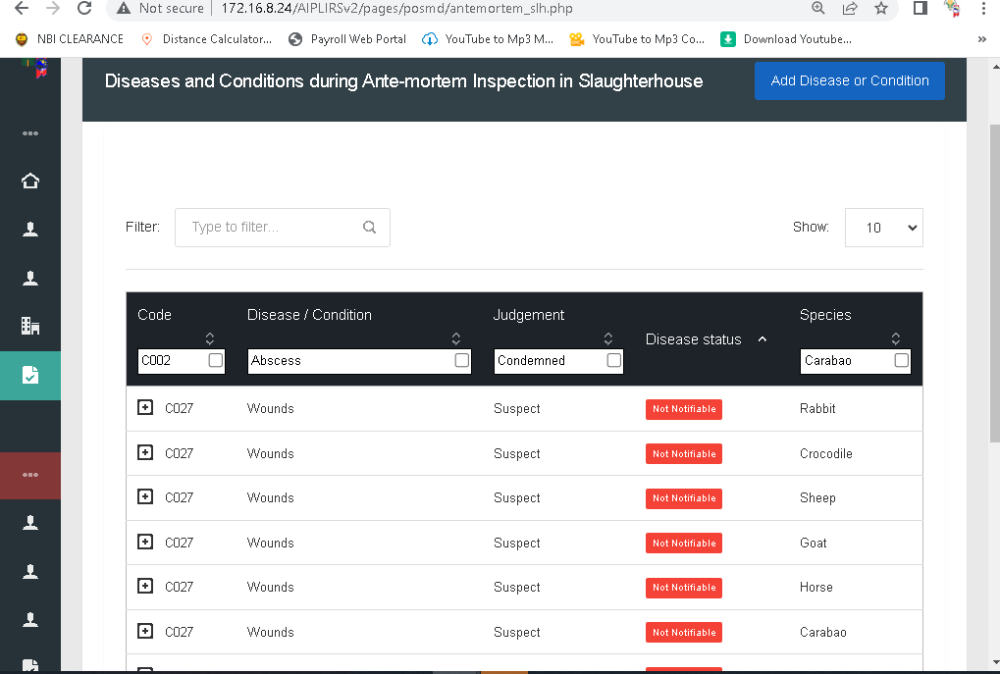 Not secure | 172.16.8.24/AIPLIRSv2/pages/posmd/antemortem_slh.php
NBI CLEARANCE Distance Calculator... Payroll Web Portal YouTube to Mp3 M... YouTube to Mp3 Co... Download Youtube... »
Diseases and Conditions during Ante-mortem Inspection in Slaughterhouse Add Disease or Condition
Filter: Type to filter... Show: 10
Code Disease / Condition Judgement Disease status Species
C002 Abscess Condemned Carabao
C027 Wounds Suspect Not Notifiable Rabbit
C027 Wounds Suspect Not Notifiable Crocodile
C027 Wounds Suspect Not Notifiable Sheep
C027 Wounds Suspect Not Notifiable Goat
C027 Wounds Suspect Not Notifiable Horse
C027 Wounds Suspect Not Notifiable Carabao